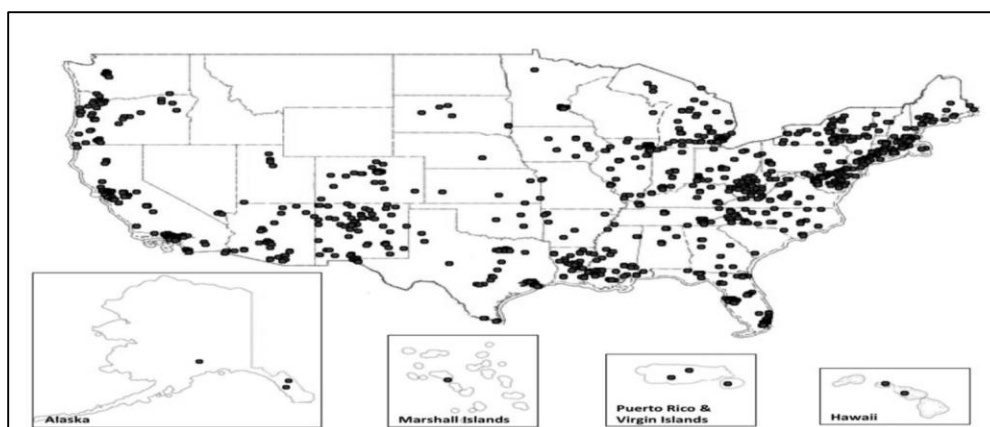 Alaska
Marshall Islands
Puerto Rico &
Virgin Islands
Hawaii